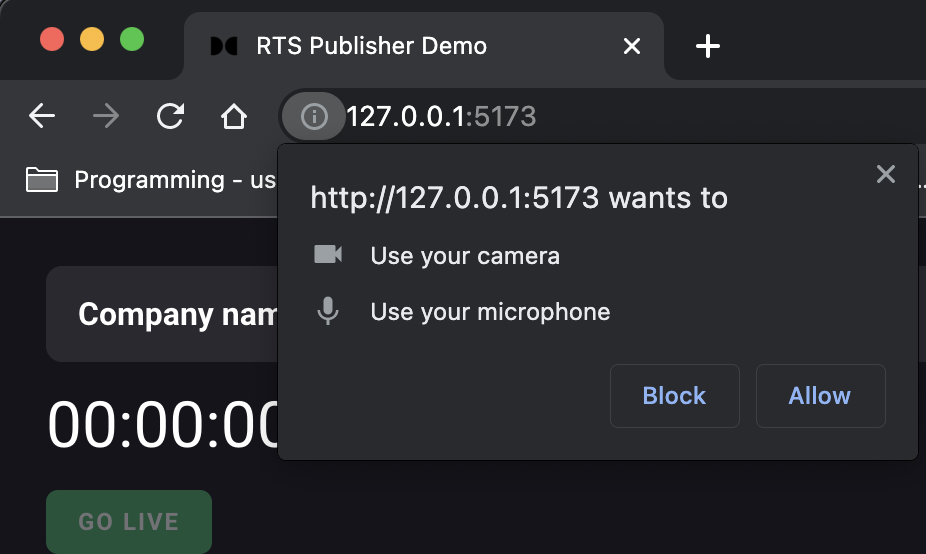 RTS Publisher Demo
127.0.0.1:5173
Programming - us
http://127.0.0.1:5173 wants to
Use your camera
Use your microphone
Block
Allow
Company nam
00:00:00
GO LIVE